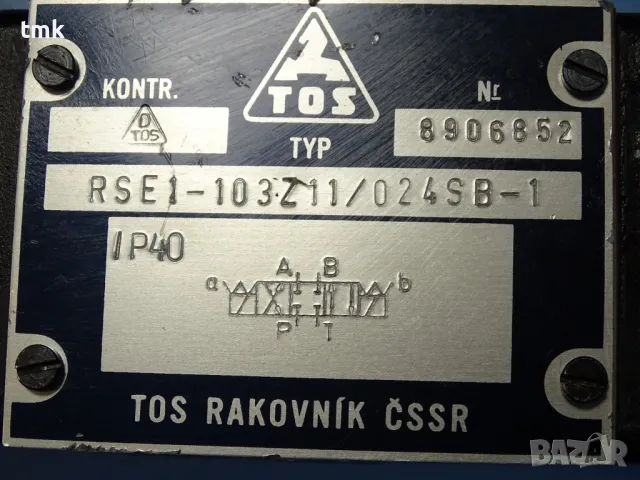 tmk
TOS
KONTR.
D
TOS
TYP
Nr
8906852
RSE1-103Z11/024SB-1
IP40
A B
a b
P T
TOS RAKOVNÍK ČSSR
BAZAR